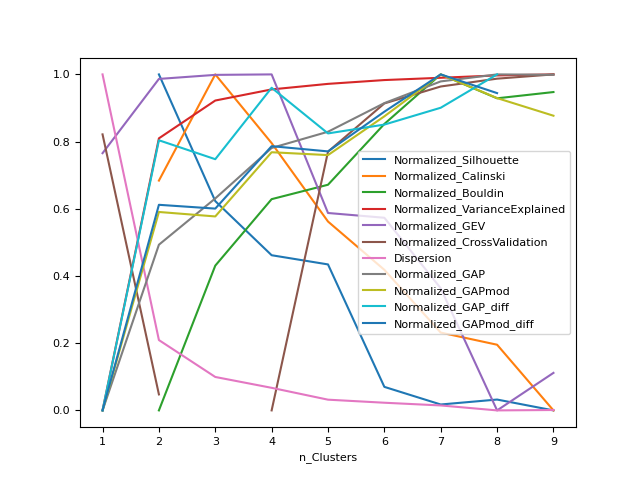 1.0
0.8
0.6
0.4
0.2
0.0
Normalized_Silhouette
Normalized_Calinski
Normalized_Bouldin
Normalized_VarianceExplained
Normalized_GEV
Normalized_CrossValidation
Dispersion
Normalized_GAP
Normalized_GAPmod
Normalized_GAP_diff
Normalized_GAPmod_diff
1 2 3 4 5 6 7 8 9
n_Clusters